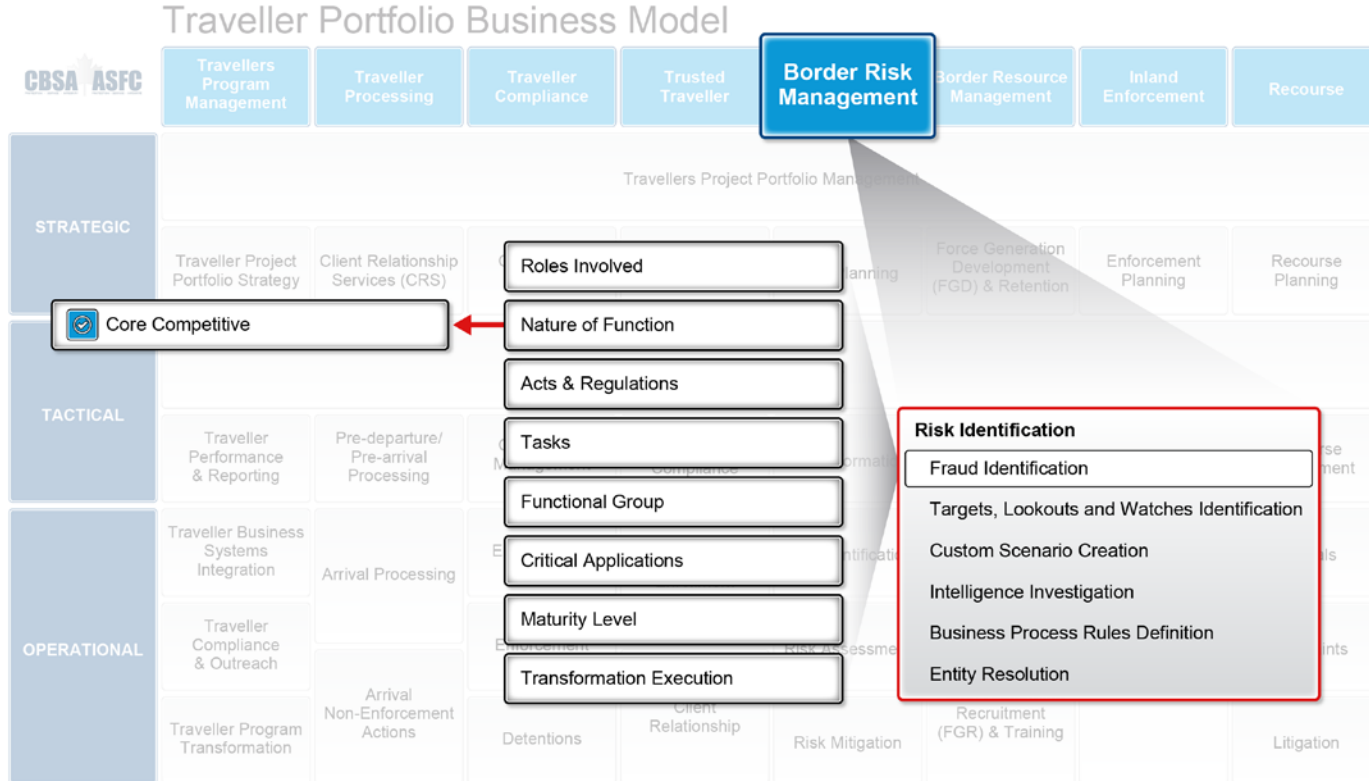 Traveller Portfolio Business Model
CBSA ASFC
Travellers
Program
Management
Traveller
Processing
Traveller
Compliance
Trusted
Traveller
Border Risk
Management
Border Resource
Management
Inland
Enforcement
Recourse
STRATEGIC
Travellers Project Portfolio Management
Traveller Project
Portfolio Strategy
Client Relationship
Services (CRS)
Force Generation
Development
(FGD) & Retention
Enforcement
Planning
Recourse
Planning
Roles Involved
Nature of Function
Core Competitive
Acts & Regulations
Tasks
Functional Group
Critical Applications
Maturity Level
Transformation Execution
TACTICAL
Traveller
Performance
& Reporting
Pre-departure/
Pre-arrival
Processing
Compliance
Risk Identification
Fraud Identification
Targets, Lookouts and Watches Identification
Custom Scenario Creation
Intelligence Investigation
Business Process Rules Definition
Entity Resolution
OPERATIONAL
Traveller Business
Systems
Integration
Arrival Processing
Traveller
Compliance
& Outreach
Enforcement
Arrival
Non-Enforcement
Actions
Traveller Program
Transformation
Detentions
Client
Relationship
Risk Mitigation
Recruitment
(FGR) & Training
Litigation